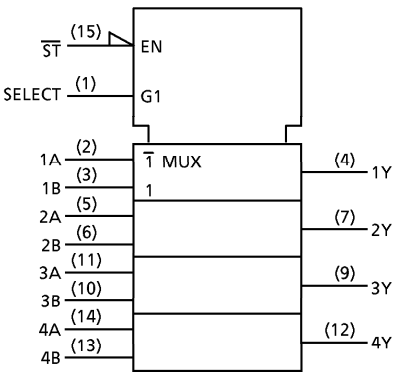 S̅T̅ (15) EN
SELECT (1) G1
1A (2) 1̅ MUX (4) 1Y
1B (3) 1
2A (5) (7) 2Y
2B (6)
3A (11) (9) 3Y
3B (10)
4A (14) (12) 4Y
4B (13)